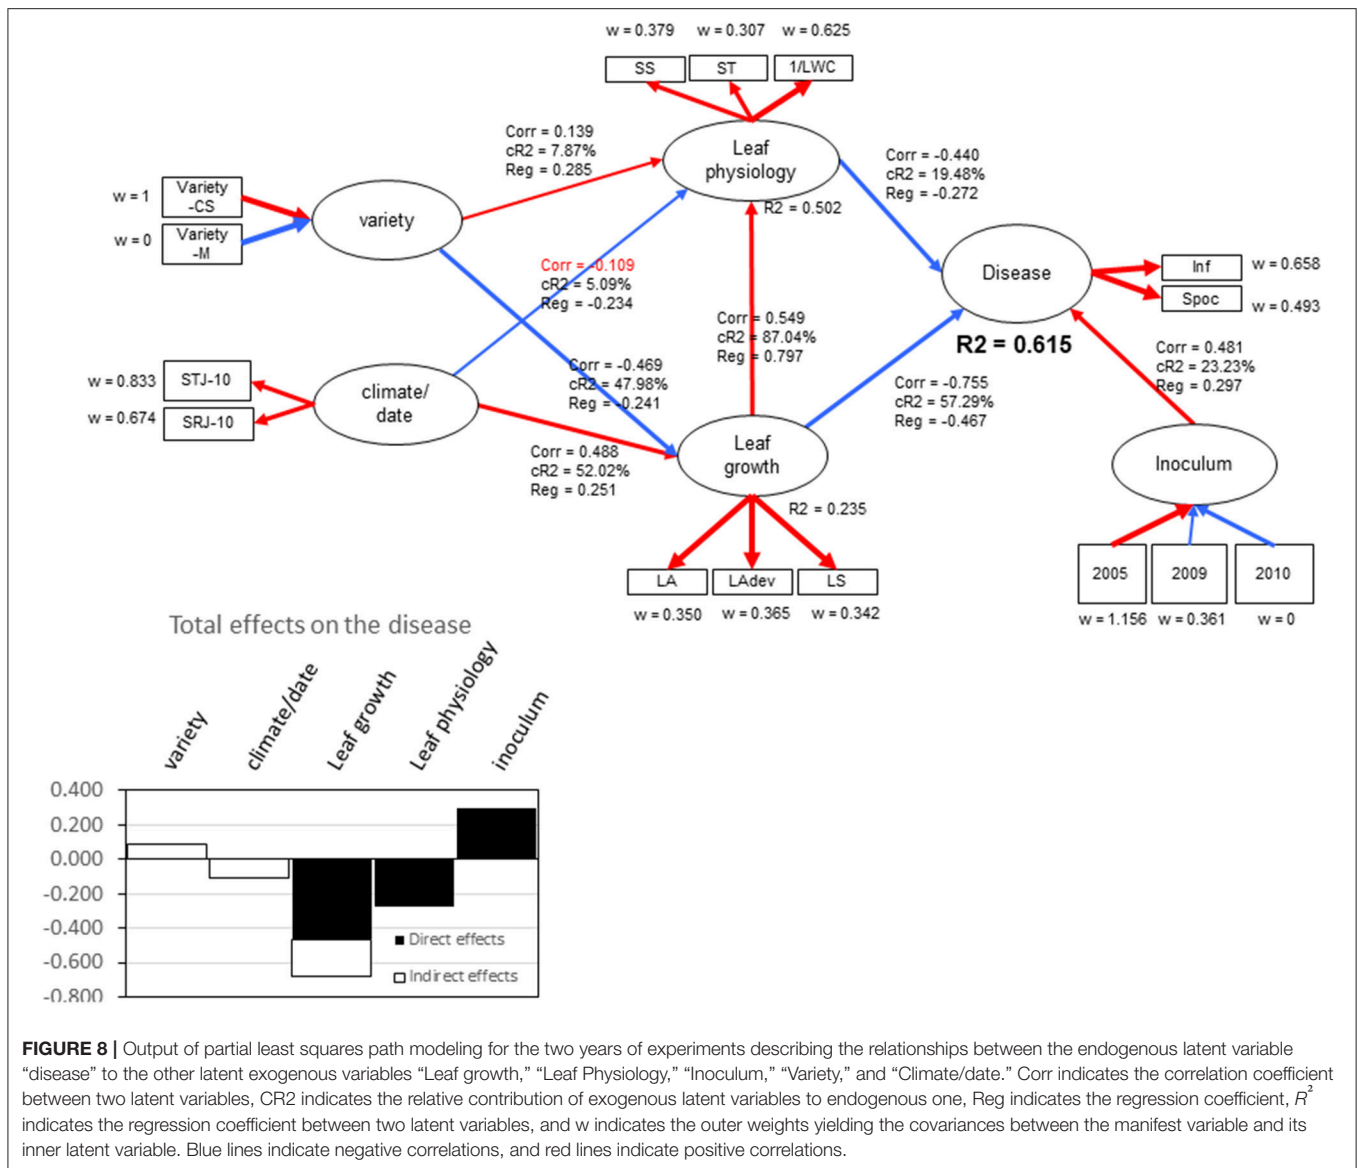 w = 0.379 w = 0.307 w = 0.625
SS ST 1/LWC
Corr = 0.139
cR2 = 7.87%
Reg = 0.285
Leaf
physiology
R2 = 0.502
Corr = -0.440
cR2 = 19.48%
Reg = -0.272
w = 1
Variety
-CS
w = 0
Variety
-M
variety
Disease
R2 = 0.615
Inf w = 0.658
Spoc w = 0.493
Corr = -0.109
cR2 = 5.09%
Reg = -0.234
Corr = 0.549
cR2 = 87.04%
Reg = 0.797
Corr = 0.481
cR2 = 23.23%
Reg = 0.297
w = 0.833 STJ-10
w = 0.674 SRJ-10
climate/
date
Corr = -0.469
cR2 = 47.98%
Reg = -0.241
Corr = -0.755
cR2 = 57.29%
Reg = -0.467
Corr = 0.488
cR2 = 52.02%
Reg = 0.251
Leaf
growth
R2 = 0.235
Inoculum
LA LAdev LS
w = 0.350 w = 0.365 w = 0.342
2005 2009 2010
w = 1.156 w = 0.361 w = 0
Total effects on the disease
variety
climate/date
Leaf growth
Leaf physiology
inoculum
0.400
0.200
0.000
-0.200
-0.400
-0.600
-0.800
Direct effects
Indirect effects
FIGURE 8 | Output of partial least squares path modeling for the two years of experiments describing the relationships between the endogenous latent variable
“disease” to the other latent exogenous variables “Leaf growth,” “Leaf Physiology,” “Inoculum,” “Variety,” and “Climate/date.” Corr indicates the correlation coefficient
between two latent variables, CR2 indicates the relative contribution of exogenous latent variables to endogenous one, Reg indicates the regression coefficient, R²
indicates the regression coefficient between two latent variables, and w indicates the outer weights yielding the covariances between the manifest variable and its
inner latent variable. Blue lines indicate negative correlations, and red lines indicate positive correlations.